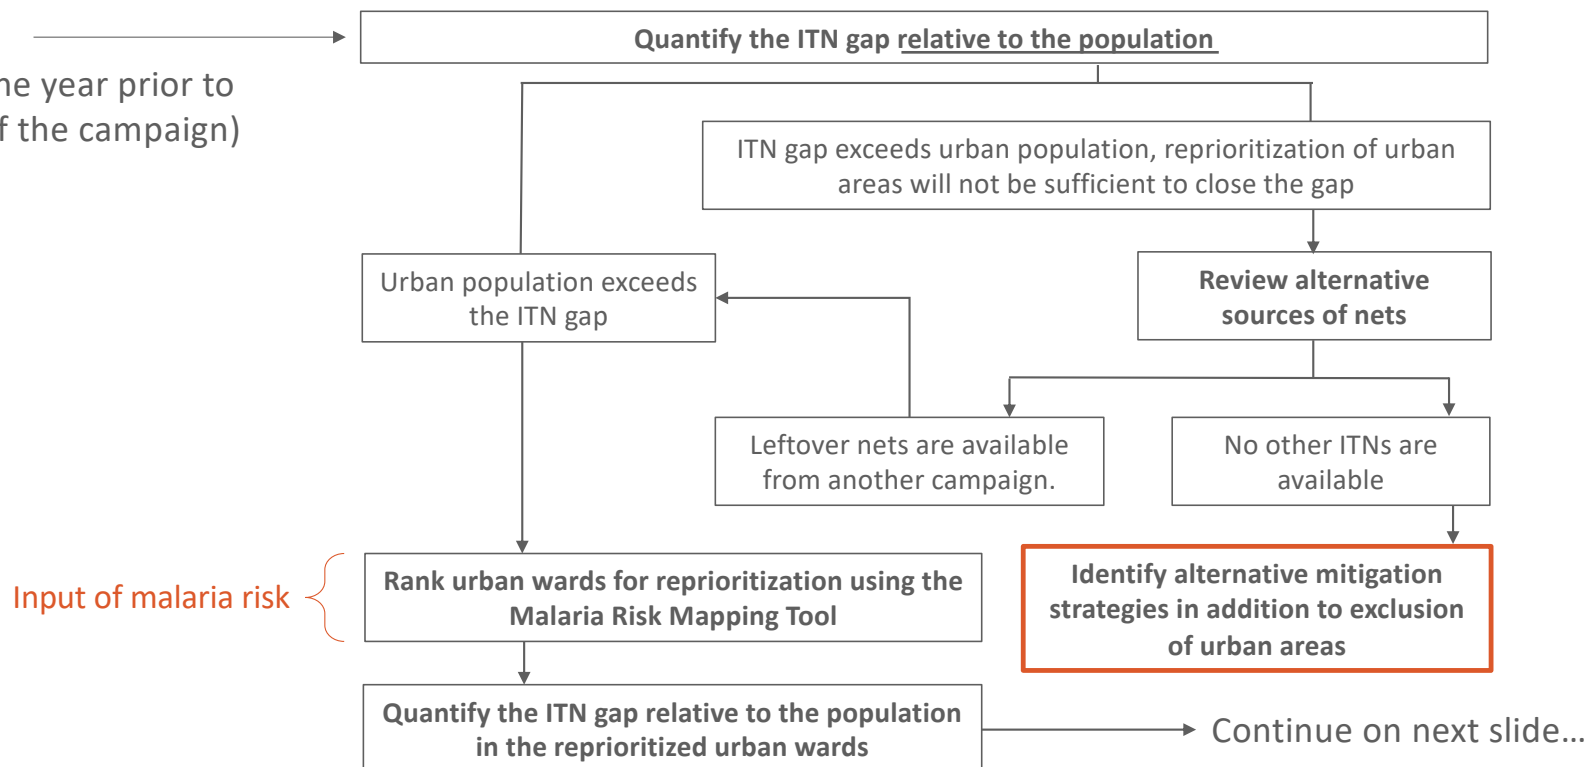 Quantify the ITN gap relative to the population
ne year prior to
f the campaign)
ITN gap exceeds urban population, reprioritization of urban
areas will not be sufficient to close the gap
Urban population exceeds
the ITN gap
Review alternative
sources of nets
Leftover nets are available
from another campaign.
No other ITNs are
available
Input of malaria risk
Rank urban wards for reprioritization using the
Malaria Risk Mapping Tool
Identify alternative mitigation
strategies in addition to exclusion
of urban areas
Quantify the ITN gap relative to the population
in the reprioritized urban wards
Continue on next slide...